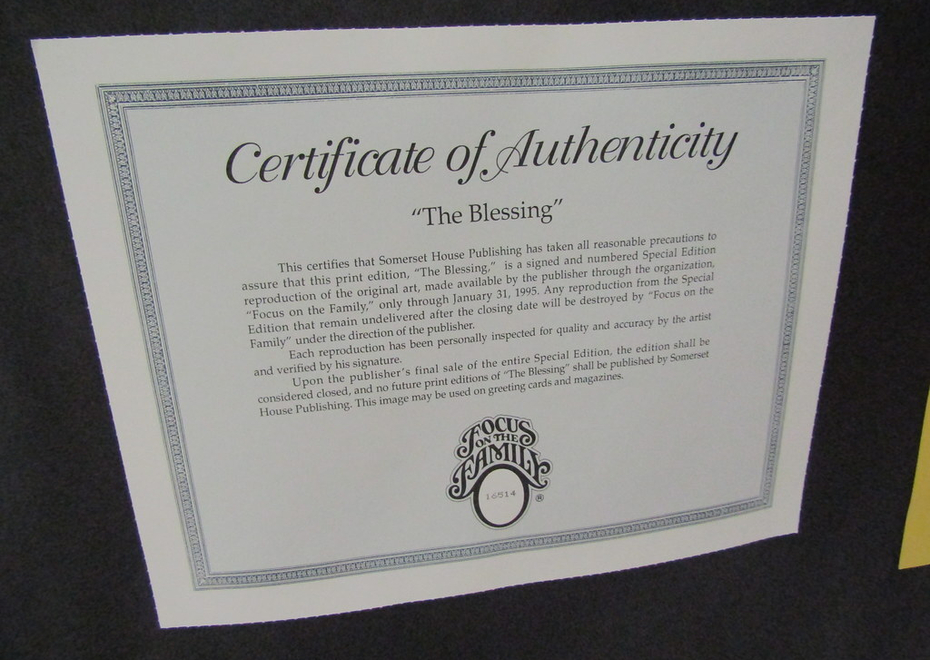 Certificate of Authenticity
“The Blessing”
This certifies that Somerset House Publishing has taken all reasonable precautions to
assure that this print edition, “The Blessing,” is a signed and numbered Special Edition
reproduction of the original art, made available by the publisher through the organization,
“Focus on the Family,” only through January 31, 1995. Any reproduction from the Special
Edition that remain undelivered after the closing date will be destroyed by “Focus on the
Family” under the direction of the publisher.
Each reproduction has been personally inspected for quality and accuracy by the artist
and verified by his signature.
Upon the publisher's final sale of the entire Special Edition, the edition shall be
considered closed, and no future print editions of “The Blessing” shall be published by Somerset
House Publishing. This image may be used on greeting cards and magazines.
FOCUS
ON THE
FAMILY
16814
®